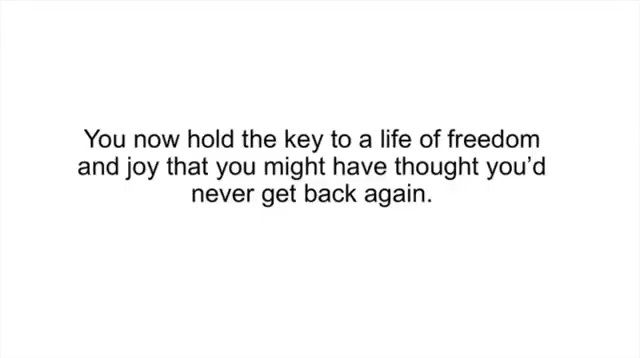 You now hold the key to a life of freedom
and joy that you might have thought you’d
never get back again.